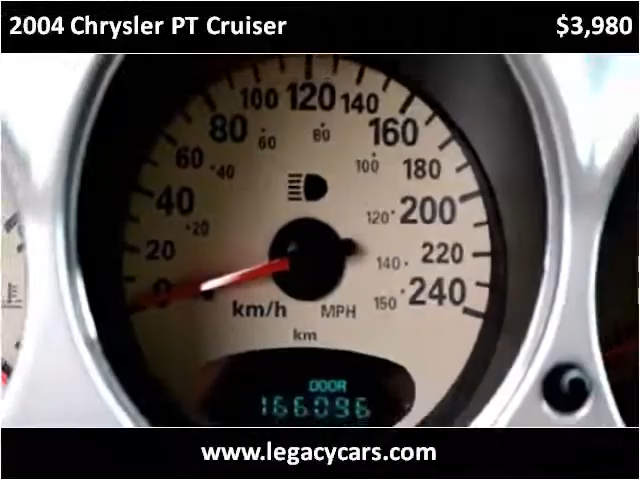 2004 Chrysler PT Cruiser $3,980
100 120 140
80 60 80 160
60 40 100 180
40 20 120 200
20 140 220
0 150 240
km/h MPH
km
DOOR
166096
www.legacycars.com